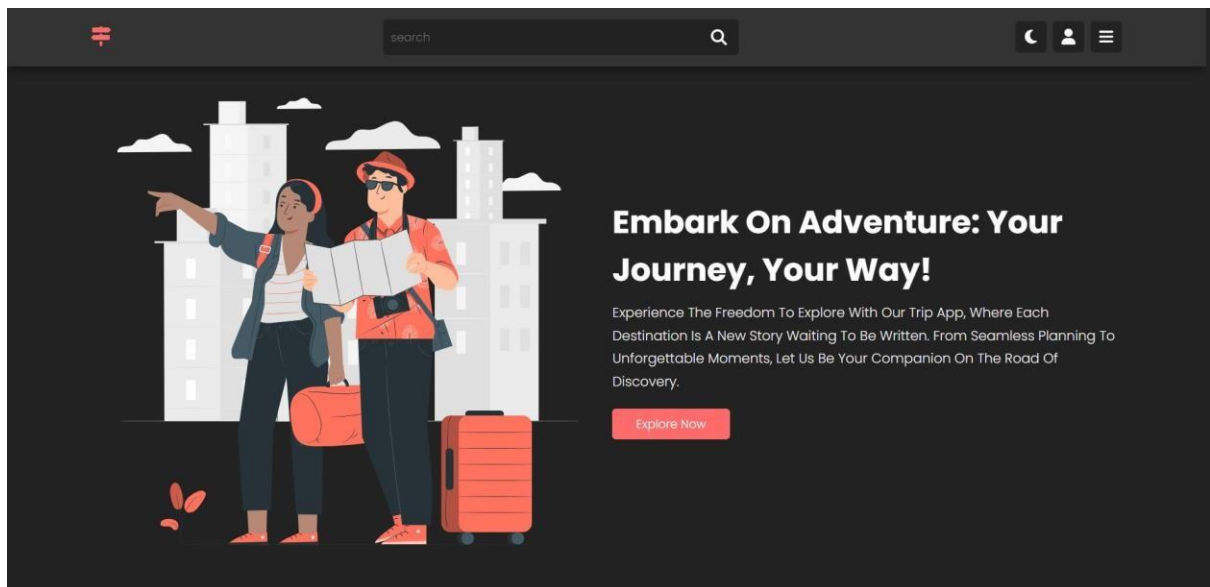 search
Embark On Adventure: Your
Journey, Your Way!
Experience The Freedom To Explore With Our Trip App, Where Each
Destination Is A New Story Waiting To Be Written. From Seamless Planning To
Unforgettable Moments, Let Us Be Your Companion On The Road Of
Discovery.
Explore Now